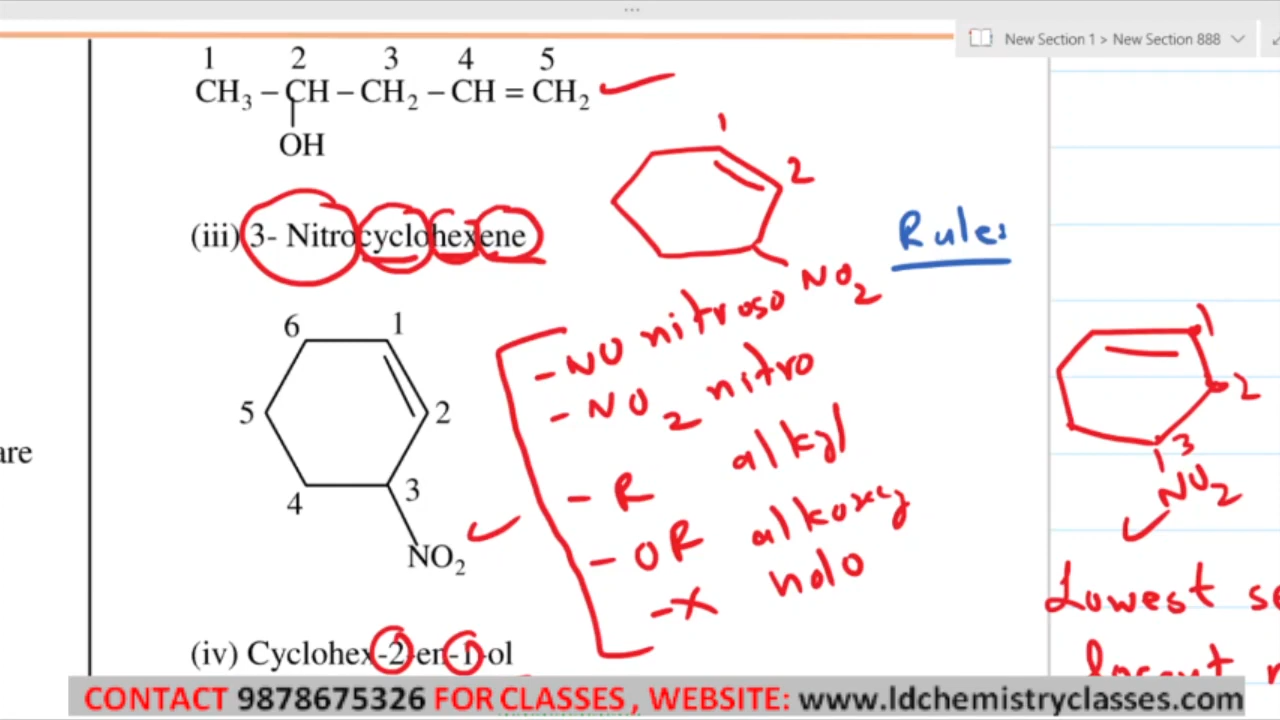 New Section 1 > New Section 888
1 2 3 4 5
CH₃ – CH – CH₂ – CH = CH₂
OH
1
2
NO₂
Rules
(iii) 3- Nitrocyclohexene
6 1
5 2
4 3
NO₂
-NO nitroso
-NO₂ nitro
-R alkyl
-OR alkoxy
-X halo
1
2
3
NO₂
Lowest
are
(iv) Cyclohex-2-en-1-ol
CONTACT 9878675326 FOR CLASSES , WEBSITE: www.ldchemistryclasses.com